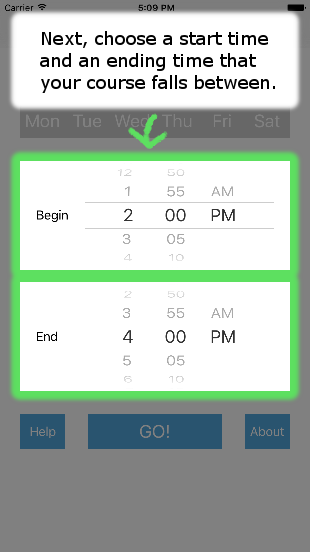 Carrier 5:09 PM
Next, choose a start time
and an ending time that
your course falls between.
Mon Tue Wed Thu Fri Sat
12 50
1 55 AM
Begin 2 00 PM
3 05
4 10
2 50
3 55 AM
End 4 00 PM
5 05
6 10
Help GO! About